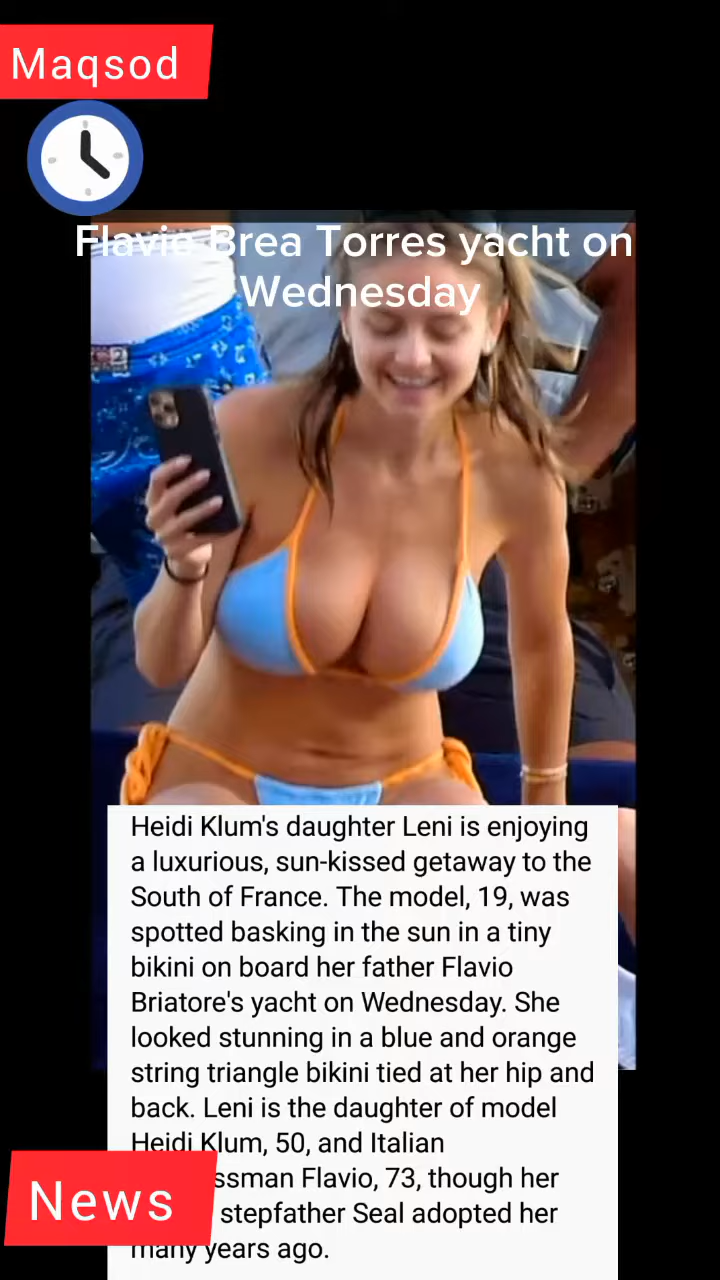 Maqsod
Flavie Brea Torres yacht on
Wednesday
Heidi Klum's daughter Leni is enjoying
a luxurious, sun-kissed getaway to the
South of France. The model, 19, was
spotted basking in the sun in a tiny
bikini on board her father Flavio
Briatore's yacht on Wednesday. She
looked stunning in a blue and orange
string triangle bikini tied at her hip and
back. Leni is the daughter of model
Heidi Klum, 50, and Italian
ssman Flavio, 73, though her
stepfather Seal adopted her
many years ago.
News